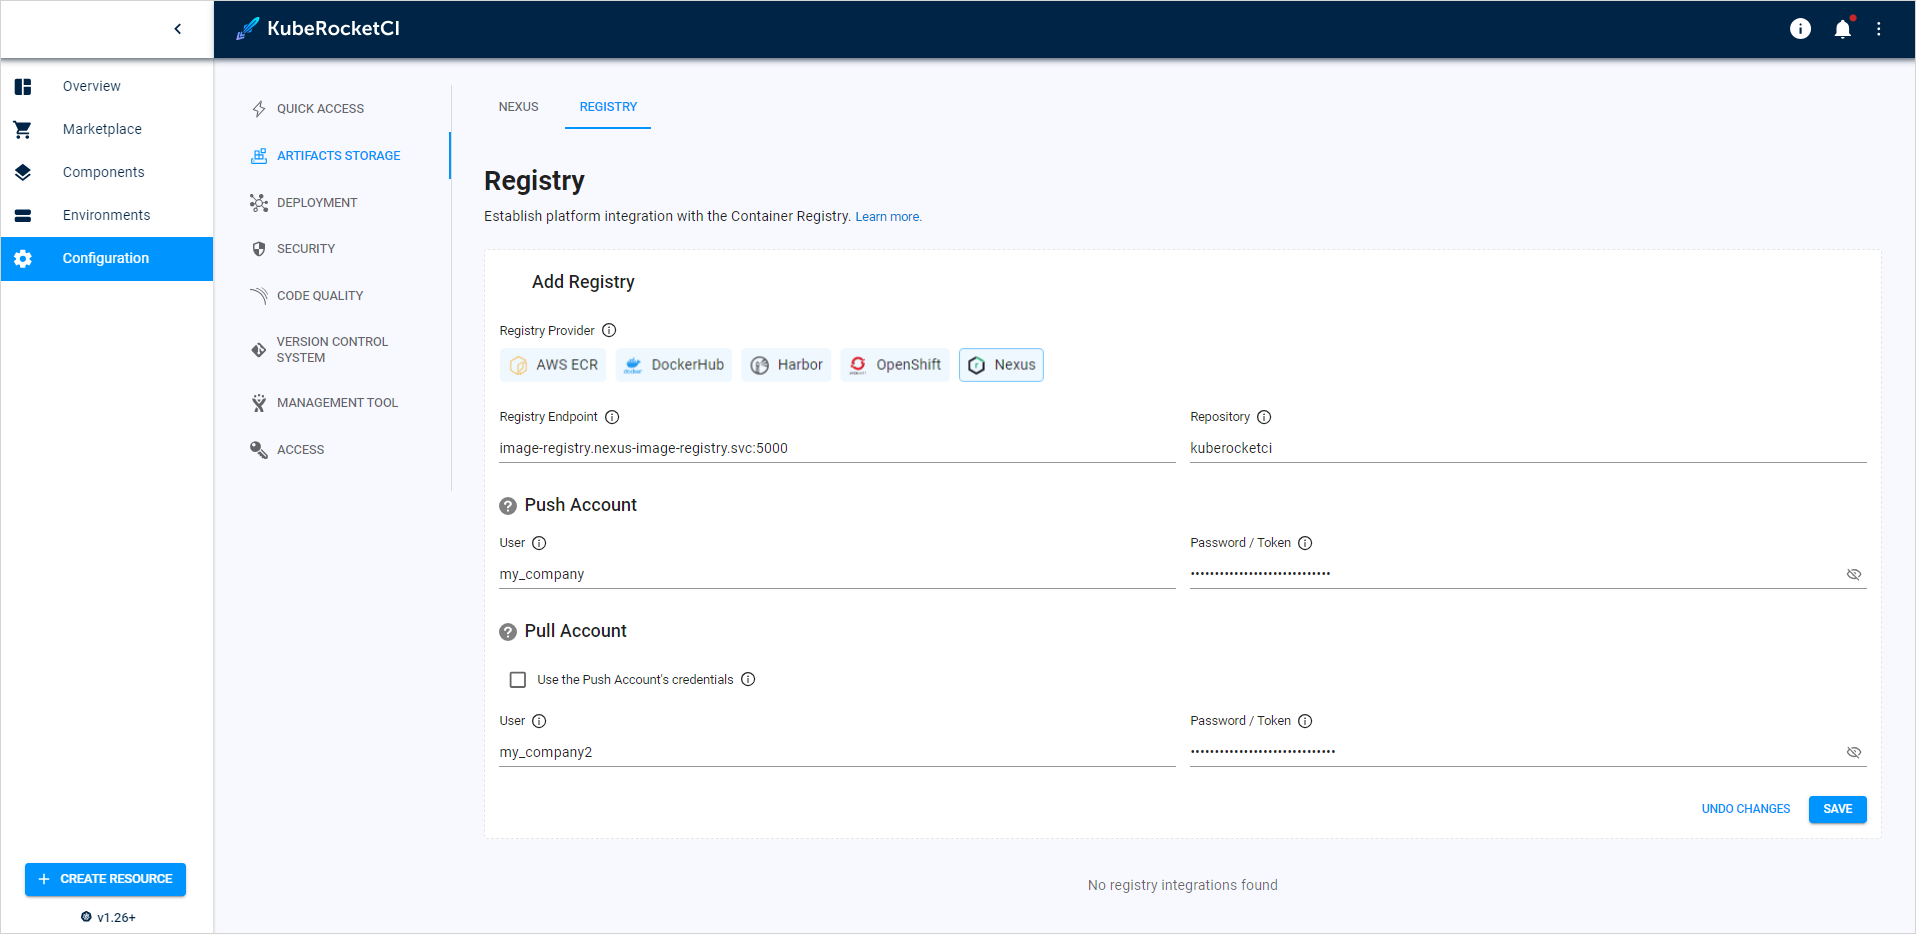 KubeRocketCI
Overview
Marketplace
Components
Environments
Configuration
CREATE RESOURCE
v1.26+
QUICK ACCESS
ARTIFACTS STORAGE
DEPLOYMENT
SECURITY
CODE QUALITY
VERSION CONTROL
SYSTEM
MANAGEMENT TOOL
ACCESS
NEXUS REGISTRY
Registry
Establish platform integration with the Container Registry. Learn more.
Add Registry
Registry Provider
AWS ECR DockerHub Harbor OpenShift Nexus
Registry Endpoint Repository
image-registry.nexus-image-registry.svc:5000 kuberocketci
Push Account
User Password / Token
my_company •••••••••••••••••••••••••••••
Pull Account
Use the Push Account's credentials
User Password / Token
my_company2 ••••••••••••••••••••••••••••••
UNDO CHANGES SAVE
No registry integrations found